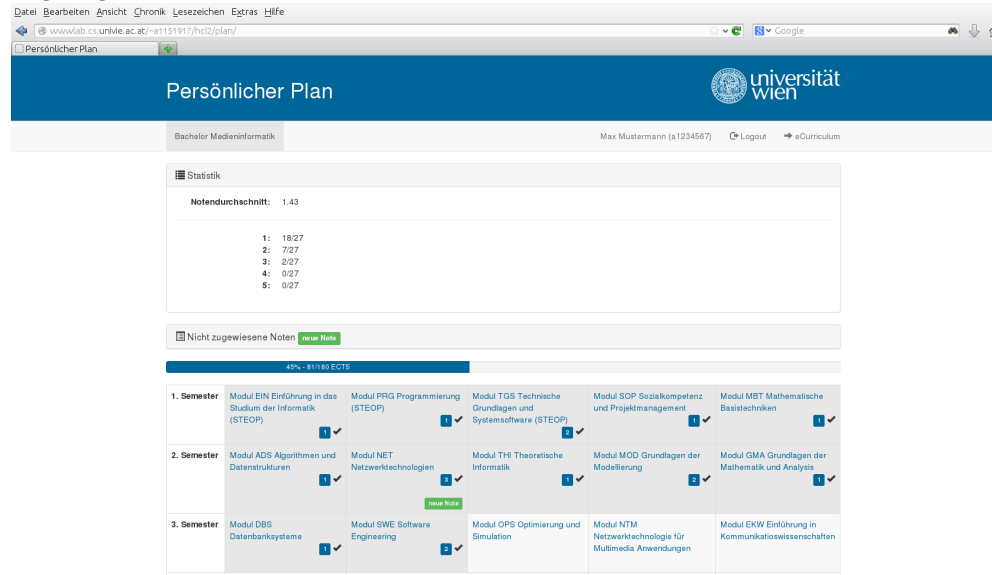 Datei Bearbeiten Ansicht Chronik Lesezeichen Extras Hilfe
wwwlab.cs.univie.ac.at/~a1151917/hci2/plan/
Google
Persönlicher Plan
Persönlicher Plan
universität
wien
Bachelor Medieninformatik
Max Mustermann (a1234567)
Logout
eCurriculum
Statistik
Notendurchschnitt: 1.43
1: 18/27
2: 7/27
3: 2/27
4: 0/27
5: 0/27
Nicht zugewiesene Noten neue Note
45% - 81/180 ECTS
1. Semester
Modul EIN Einführung in das
Studium der Informatik
(STEOP)
1
Modul PRG Programmierung
(STEOP)
1
Modul TGS Technische
Grundlagen und
Systemsoftware (STEOP)
2
Modul SOP Sozialkompetenz
und Projektmanagement
1
Modul MBT Mathematische
Basistechniken
1
2. Semester
Modul ADS Algorithmen und
Datenstrukturen
1
Modul NET
Netzwerktechnologien
3
neue Note
Modul THI Theoretische
Informatik
1
Modul MOD Grundlagen der
Modellierung
2
Modul GMA Grundlagen der
Mathematik und Analysis
1
3. Semester
Modul DBS
Datenbanksysteme
1
Modul SWE Software
Engineering
2
Modul OPS Optimierung und
Simulation
Modul NTM
Netzwerktechnologie für
Multimedia Anwendungen
Modul EKW Einführung in
Kommunikatioswissenschaften